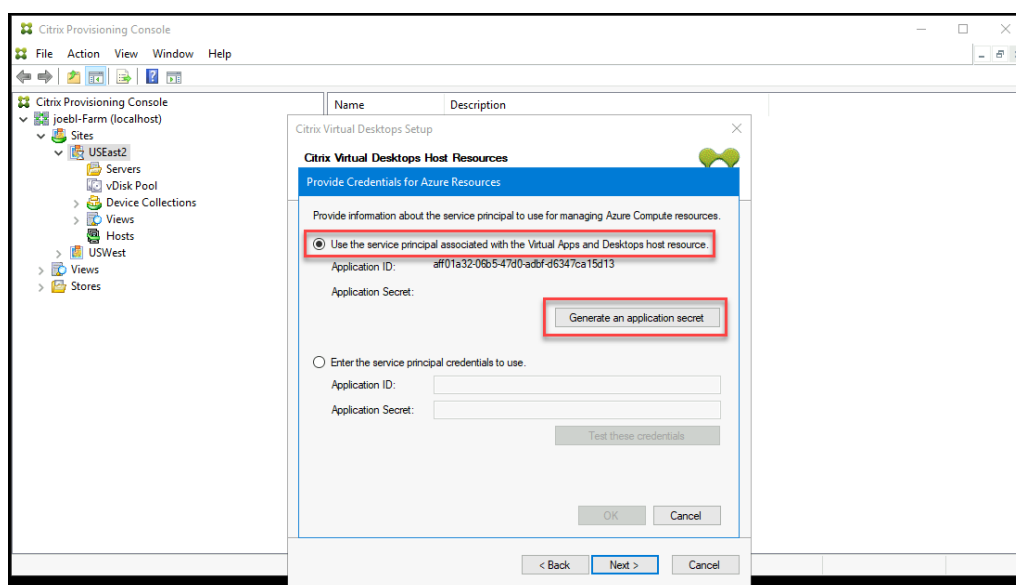 Citrix Provisioning Console
File Action View Window Help
Citrix Provisioning Console
joebl-Farm (localhost)
Sites
USEast2
Servers
vDisk Pool
Device Collections
Views
Hosts
USWest
Views
Stores
Name Description
Citrix Virtual Desktops Setup
Citrix Virtual Desktops Host Resources
Provide Credentials for Azure Resources
Provide information about the service principal to use for managing Azure Compute resources.
Use the service principal associated with the Virtual Apps and Desktops host resource.
Application ID: aff01a32-06b5-47d0-adbf-d6347ca15d13
Application Secret:
Generate an application secret
Enter the service principal credentials to use.
Application ID:
Application Secret:
Test these credentials
OK Cancel
< Back Next > Cancel